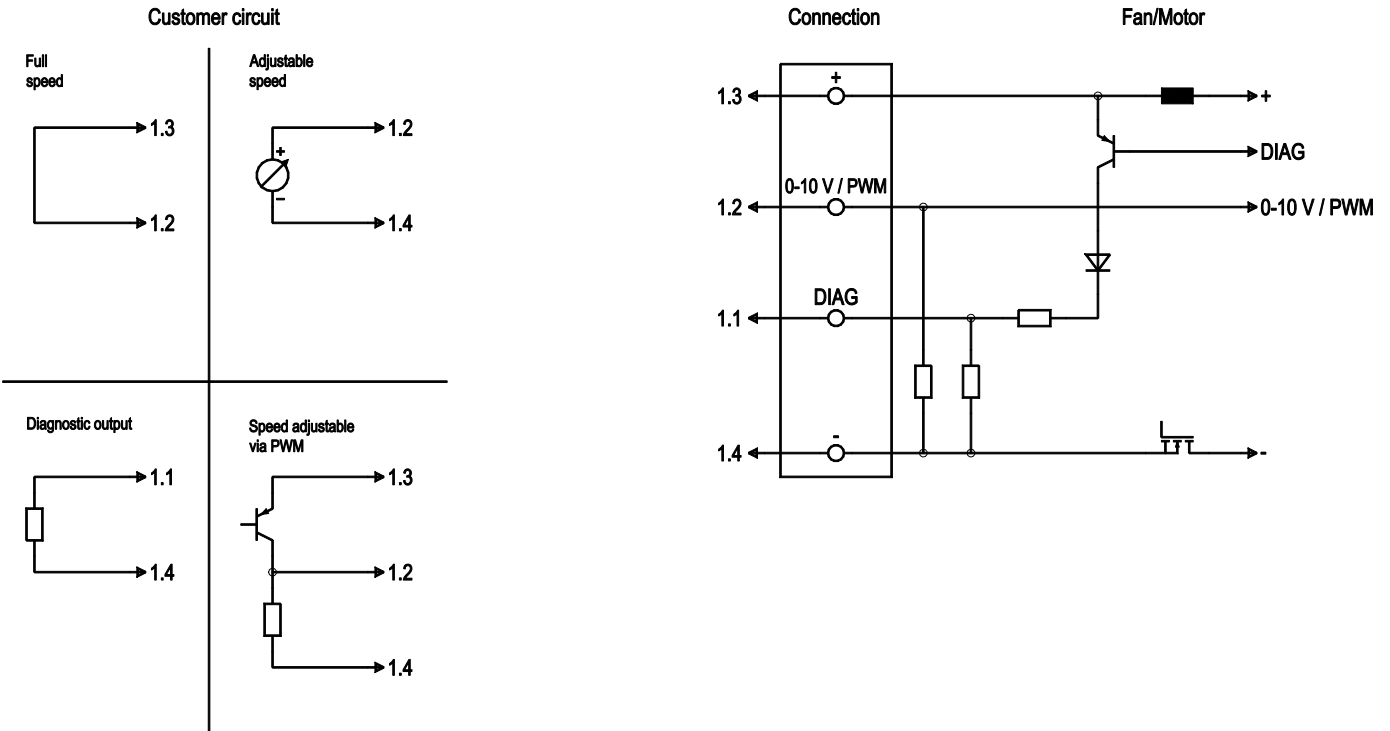 Customer circuit
Full
speed
1.3
1.2
Adjustable
speed
1.2
+
-
1.4
Diagnostic output
1.1
1.4
Speed adjustable
via PWM
1.3
1.2
1.4
Connection
Fan/Motor
+
1.3
+
DIAG
0-10 V / PWM
1.2
0-10 V / PWM
DIAG
1.1
-
1.4
-